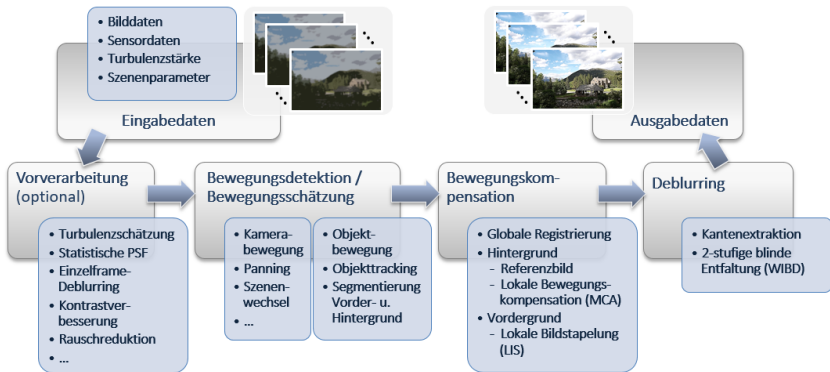 • Bilddaten
• Sensordaten
• Turbulenzstärke
• Szenenparameter
Eingabedaten
Ausgabedaten
Vorverarbeitung
(optional)
• Turbulenzschätzung
• Statistische PSF
• Einzelframe-
Deblurring
• Kontrastver-
besserung
• Rauschreduktion
• ...
Bewegungsdetektion /
Bewegungsschätzung
• Kamera-
bewegung
• Panning
• Szenen-
wechsel
• ...
• Objekt-
bewegung
• Objekttracking
• Segmentierung
Vorder- u.
Hintergrund
Bewegungskom-
pensation
• Globale Registrierung
• Hintergrund
– Referenzbild
– Lokale Bewegungs-
kompensation (MCA)
• Vordergrund
– Lokale Bildstapelung
(LIS)
Deblurring
• Kantenextraktion
• 2-stufige blinde
Entfaltung (WIBD)